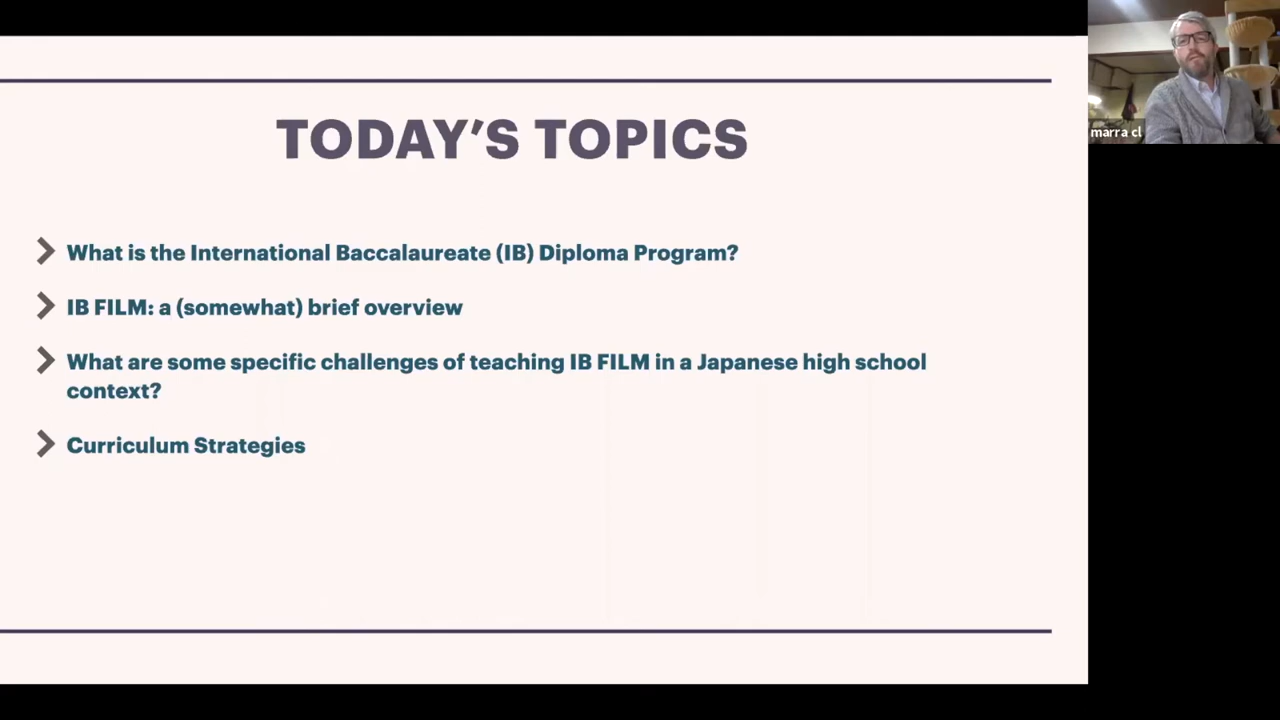 TODAY’S TOPICS
What is the International Baccalaureate (IB) Diploma Program?
IB FILM: a (somewhat) brief overview
What are some specific challenges of teaching IB FILM in a Japanese high school
context?
Curriculum Strategies
marra cl